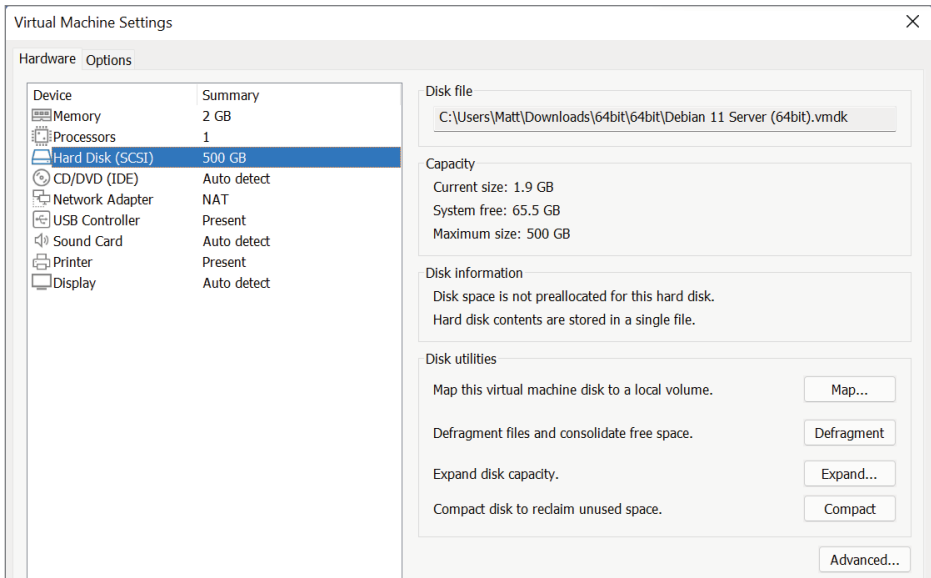 Virtual Machine Settings
Hardware Options
Device Summary
Memory 2 GB
Processors 1
Hard Disk (SCSI) 500 GB
CD/DVD (IDE) Auto detect
Network Adapter NAT
USB Controller Present
Sound Card Auto detect
Printer Present
Display Auto detect
Disk file
C:\Users\Matt\Downloads\64bit\64bit\Debian 11 Server (64bit).vmdk
Capacity
Current size: 1.9 GB
System free: 65.5 GB
Maximum size: 500 GB
Disk information
Disk space is not preallocated for this hard disk.
Hard disk contents are stored in a single file.
Disk utilities
Map this virtual machine disk to a local volume. Map...
Defragment files and consolidate free space. Defragment
Expand disk capacity. Expand...
Compact disk to reclaim unused space. Compact
Advanced...